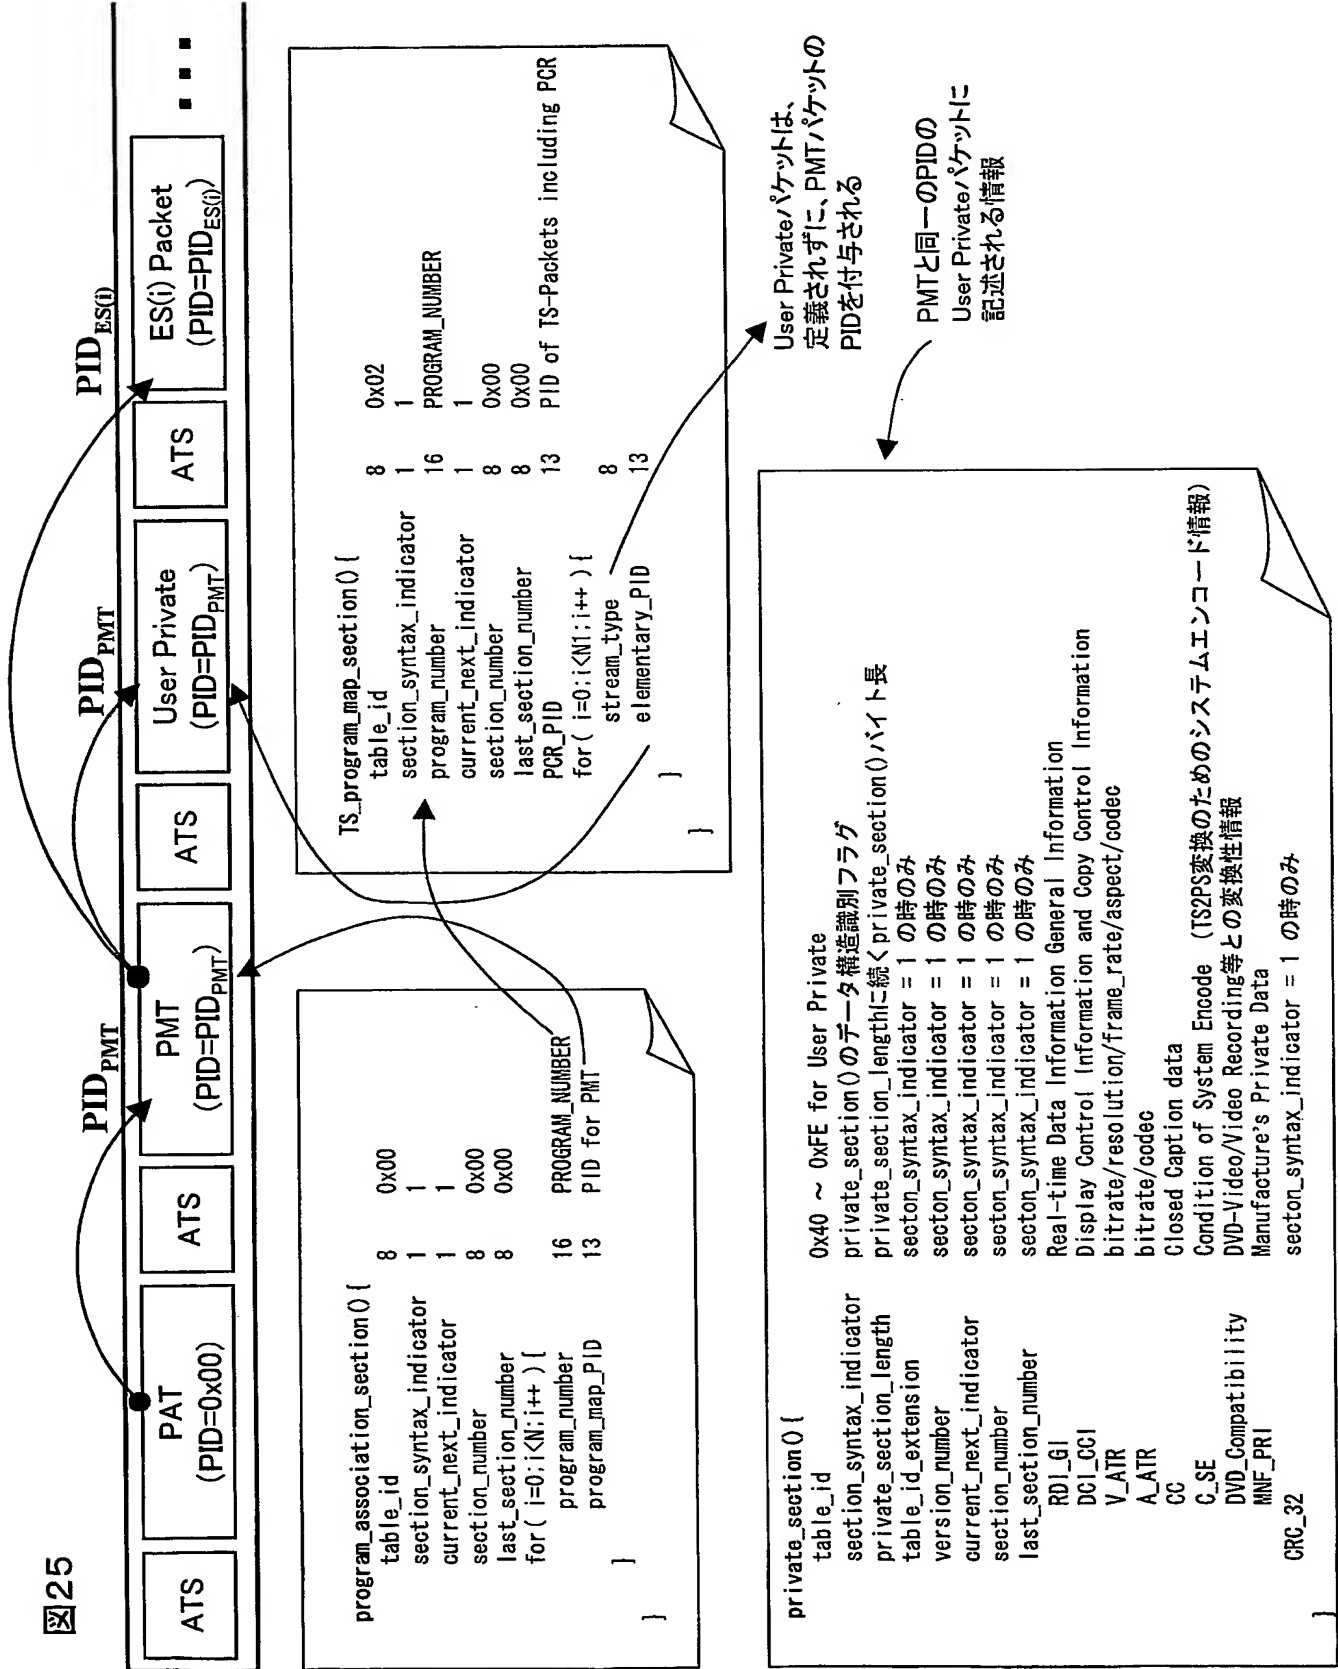 図25
PID_PMT
PID_PMT
PID_ES(i)
ATS
PAT
(PID=0x00)
ATS
PMT
(PID=PID_PMT)
ATS
User Private
(PID=PID_PMT)
ATS
ES(i) Packet
(PID=PID_ES(i))
...
program_association_section(){
table_id 8 0x00
section_syntax_indicator 1 1
current_next_indicator 1 1
section_number 8 0x00
last_section_number 8 0x00
for( i=0;i<N;i++ ){
program_number 16 PROGRAM_NUMBER
program_map_PID 13 PID for PMT
}
TS_program_map_section(){
table_id 8 0x02
section_syntax_indicator 1 1
program_number 16 PROGRAM_NUMBER
current_next_indicator 1 1
section_number 8 0x00
last_section_number 8 0x00
PCR_PID 13 PID of TS-Packets including PCR
for( i=0;i<N1;i++ ){
stream_type 8
elementary_PID 13
}
}
User Privateパケットは、
定義されずに、PMTパケットの
PIDを付与される
private_section(){
table_id 0x40 ~ 0xFE for User Private
section_syntax_indicator private_section()のデータ構造識別フラグ
private_section_length private_section_lengthに続くprivate_section()バイト長
table_id_extension secton_syntax_indicator = 1 の時のみ
version_number secton_syntax_indicator = 1 の時のみ
current_next_indicator secton_syntax_indicator = 1 の時のみ
section_number secton_syntax_indicator = 1 の時のみ
last_section_number secton_syntax_indicator = 1 の時のみ
RDI_GI Real-time Data Information General Information
DCI_CCI Display Control Information and Copy Control Information
V_ATR bitrate/resolution/frame_rate/aspect/codec
A_ATR bitrate/codec
CC Closed Caption data
C_SE Condition of System Encode （TS2PS変換のためのシステムエンコード情報）
DVD_Compatibility DVD-Video/Video Recording等との変換性情報
MNF_PRI Manufacture's Private Data
CRC_32 secton_syntax_indicator = 1 の時のみ
}
PMTと同一のPIDの
User Privateパケットに
記述される情報